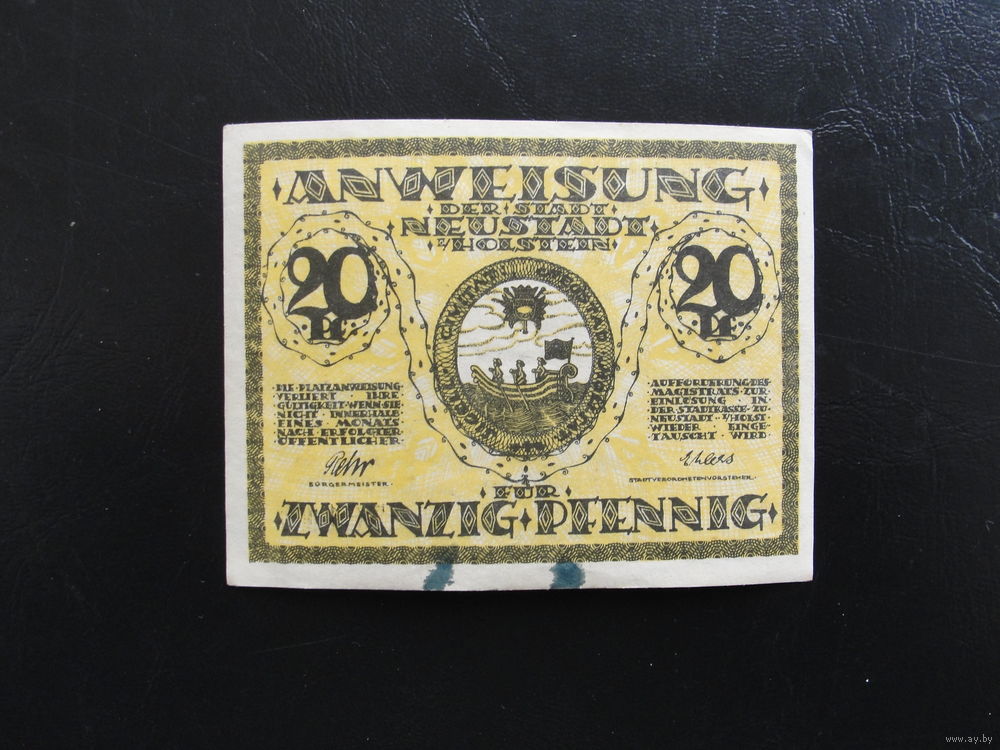 ANWEISUNG
DER STADT
NEUSTADT
I/HOLSTEIN
20
Pf
20
Pf
DIE PLATZANWEISUNG
VERLIERT IHRE
GÜLTIGKEIT WENN SIE
NICHT INNERHALB
EINES MONATS
NACH ERFOLGTER
ÖFFENTLICHER
AUFFORDERUNG DES
MAGISTRATS ZUR
EINLÖSUNG IN
DER STADTKASSE ZU
NEUSTADT I/HOLST.
WIEDER EINGE-
TAUSCHT WIRD
BÜRGERMEISTER.
Ehlers
STADTVERORDNETENVORSTEHER.
FÜR
ZWANZIG PFENNIG
www.ay.by